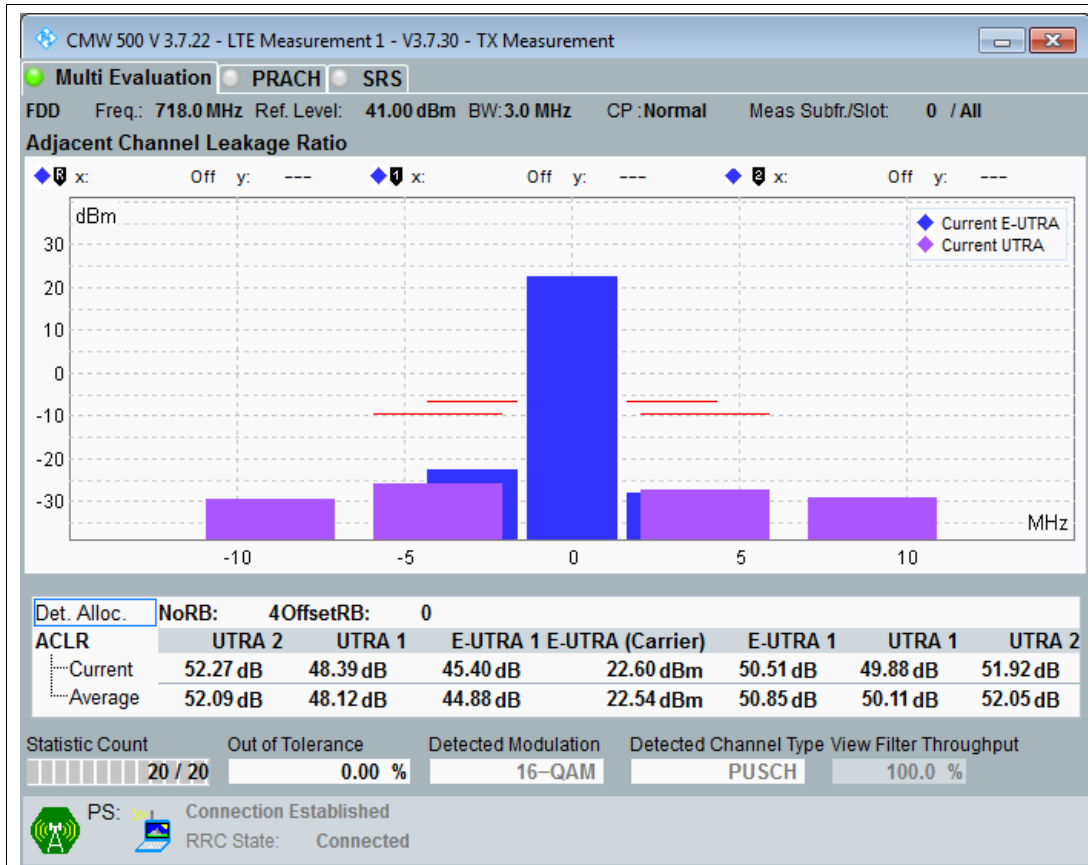 CMW 500 V 3.7.22 - LTE Measurement 1 - V3.7.30 - TX Measurement
Multi Evaluation PRACH SRS
FDD Freq.: 718.0 MHz Ref. Level: 41.00 dBm BW: 3.0 MHz CP : Normal Meas Subfr./Slot: 0 / All
Adjacent Channel Leakage Ratio
R x: Off y: --- 1 x: Off y: --- 2 x: Off y: ---
dBm
Current E-UTRA
Current UTRA
30
20
10
0
-10
-20
-30
MHz
-10 -5 0 5 10
Det. Alloc. NoRB: 4 OffsetRB: 0
ACLR UTRA 2 UTRA 1 E-UTRA 1 E-UTRA (Carrier) E-UTRA 1 UTRA 1 UTRA 2
Current 52.27 dB 48.39 dB 45.40 dB 22.60 dBm 50.51 dB 49.88 dB 51.92 dB
Average 52.09 dB 48.12 dB 44.88 dB 22.54 dBm 50.85 dB 50.11 dB 52.05 dB
Statistic Count Out of Tolerance Detected Modulation Detected Channel Type View Filter Throughput
20 / 20 0.00 % 16-QAM PUSCH 100.0 %
PS: Connection Established
RRC State: Connected